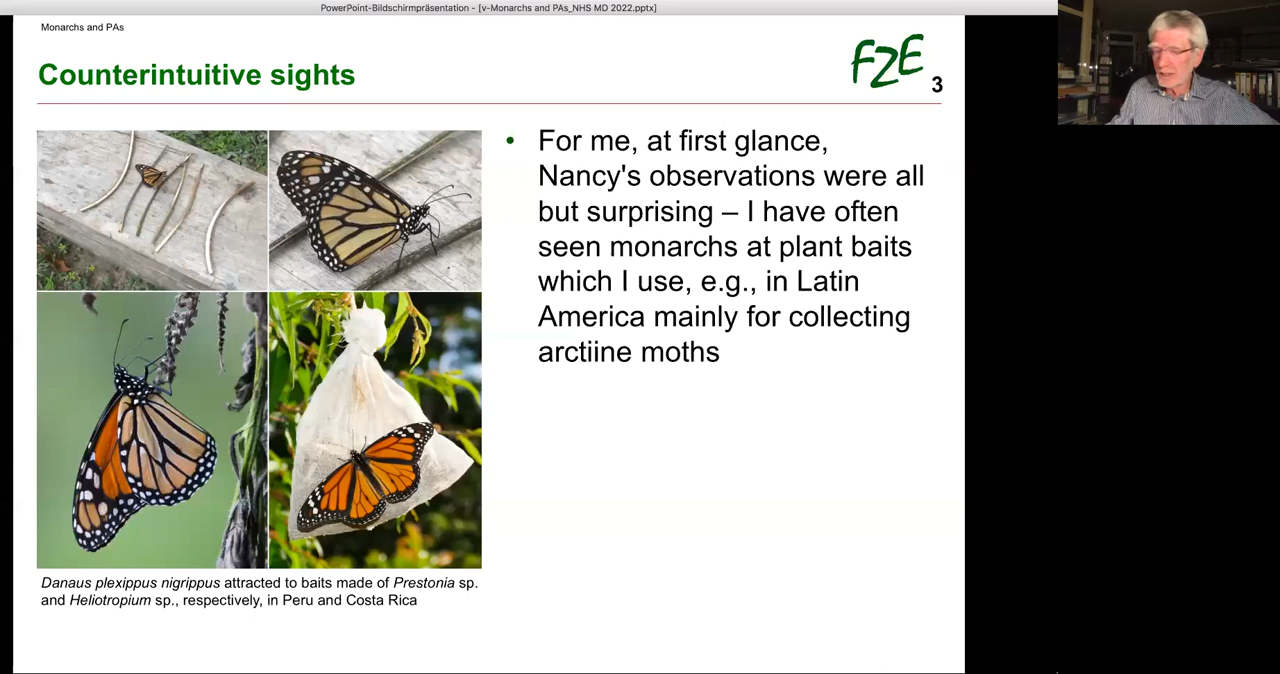 PowerPoint-Bildschirmpräsentation - [v-Monarchs and PAs_NHS MD 2022.pptx]
Monarchs and PAs
Counterintuitive sights
FZE
3
• For me, at first glance,
Nancy's observations were all
but surprising – I have often
seen monarchs at plant baits
which I use, e.g., in Latin
America mainly for collecting
arctiine moths
Danaus plexippus nigrippus attracted to baits made of Prestonia sp.
and Heliotropium sp., respectively, in Peru and Costa Rica